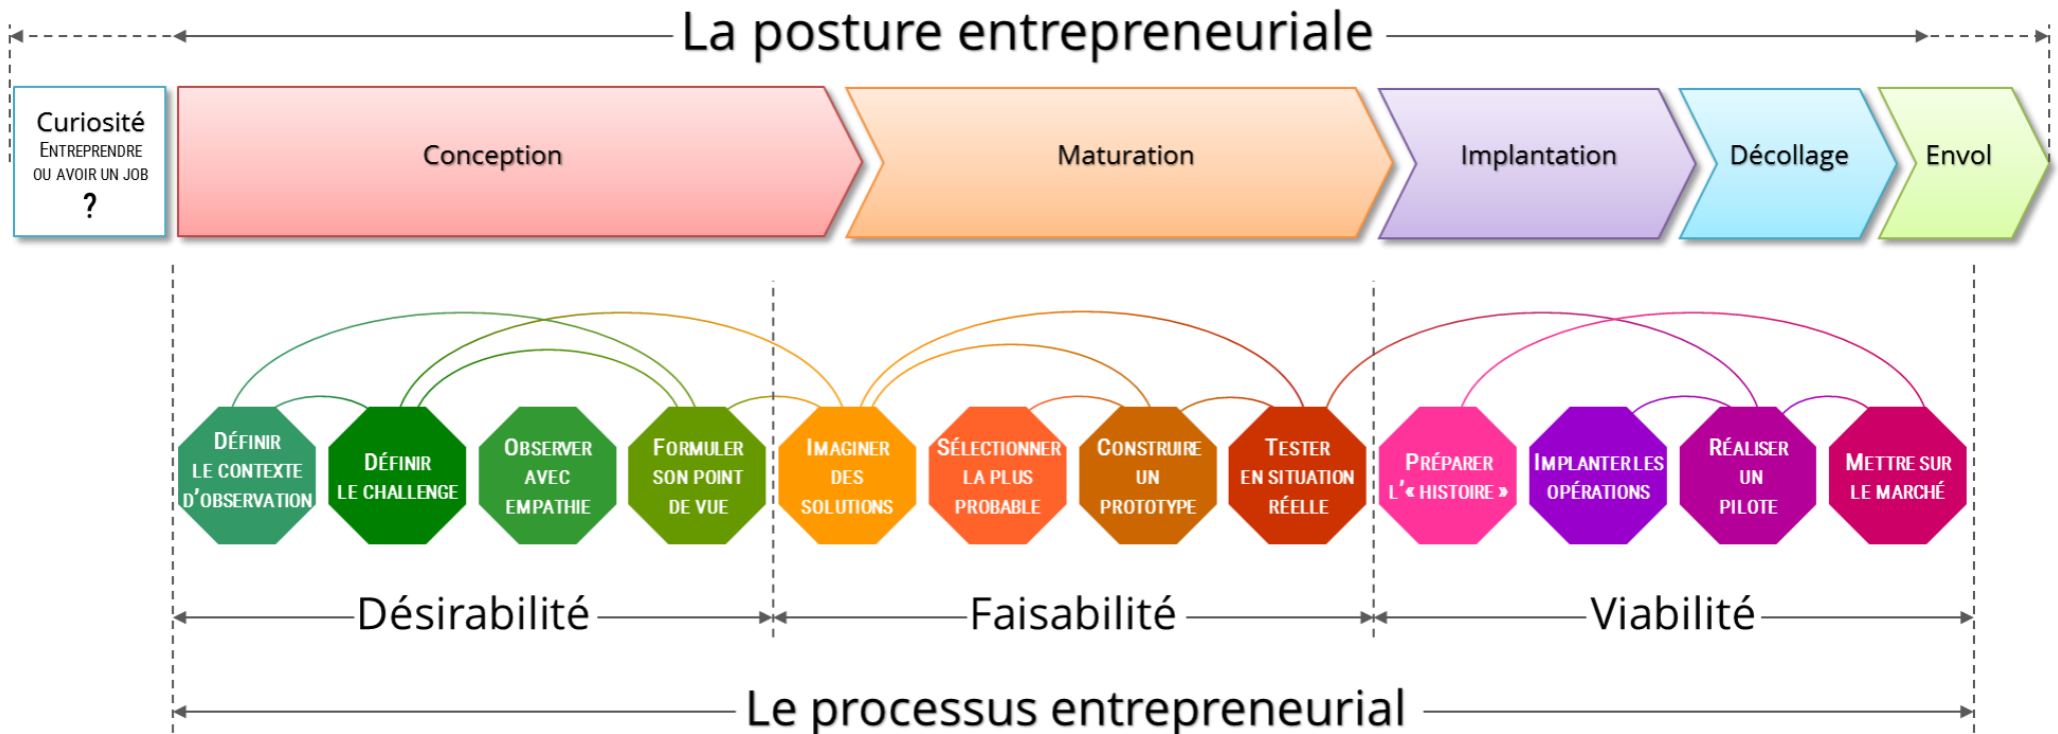 La posture entrepreneuriale
Curiosité
Entreprendre
ou avoir un job
?
Conception
Maturation
Implantation
Décollage
Envol
Définir
le contexte
d'observation
Définir
le challenge
Observer
avec
empathie
Formuler
son point
de vue
Imaginer
des
solutions
Sélectionner
la plus
probable
Construire
un
prototype
Tester
en situation
réelle
Préparer
l'« histoire »
Implanter les
opérations
Réaliser
un
pilote
Mettre sur
le marché
Désirabilité
Faisabilité
Viabilité
Le processus entrepreneurial